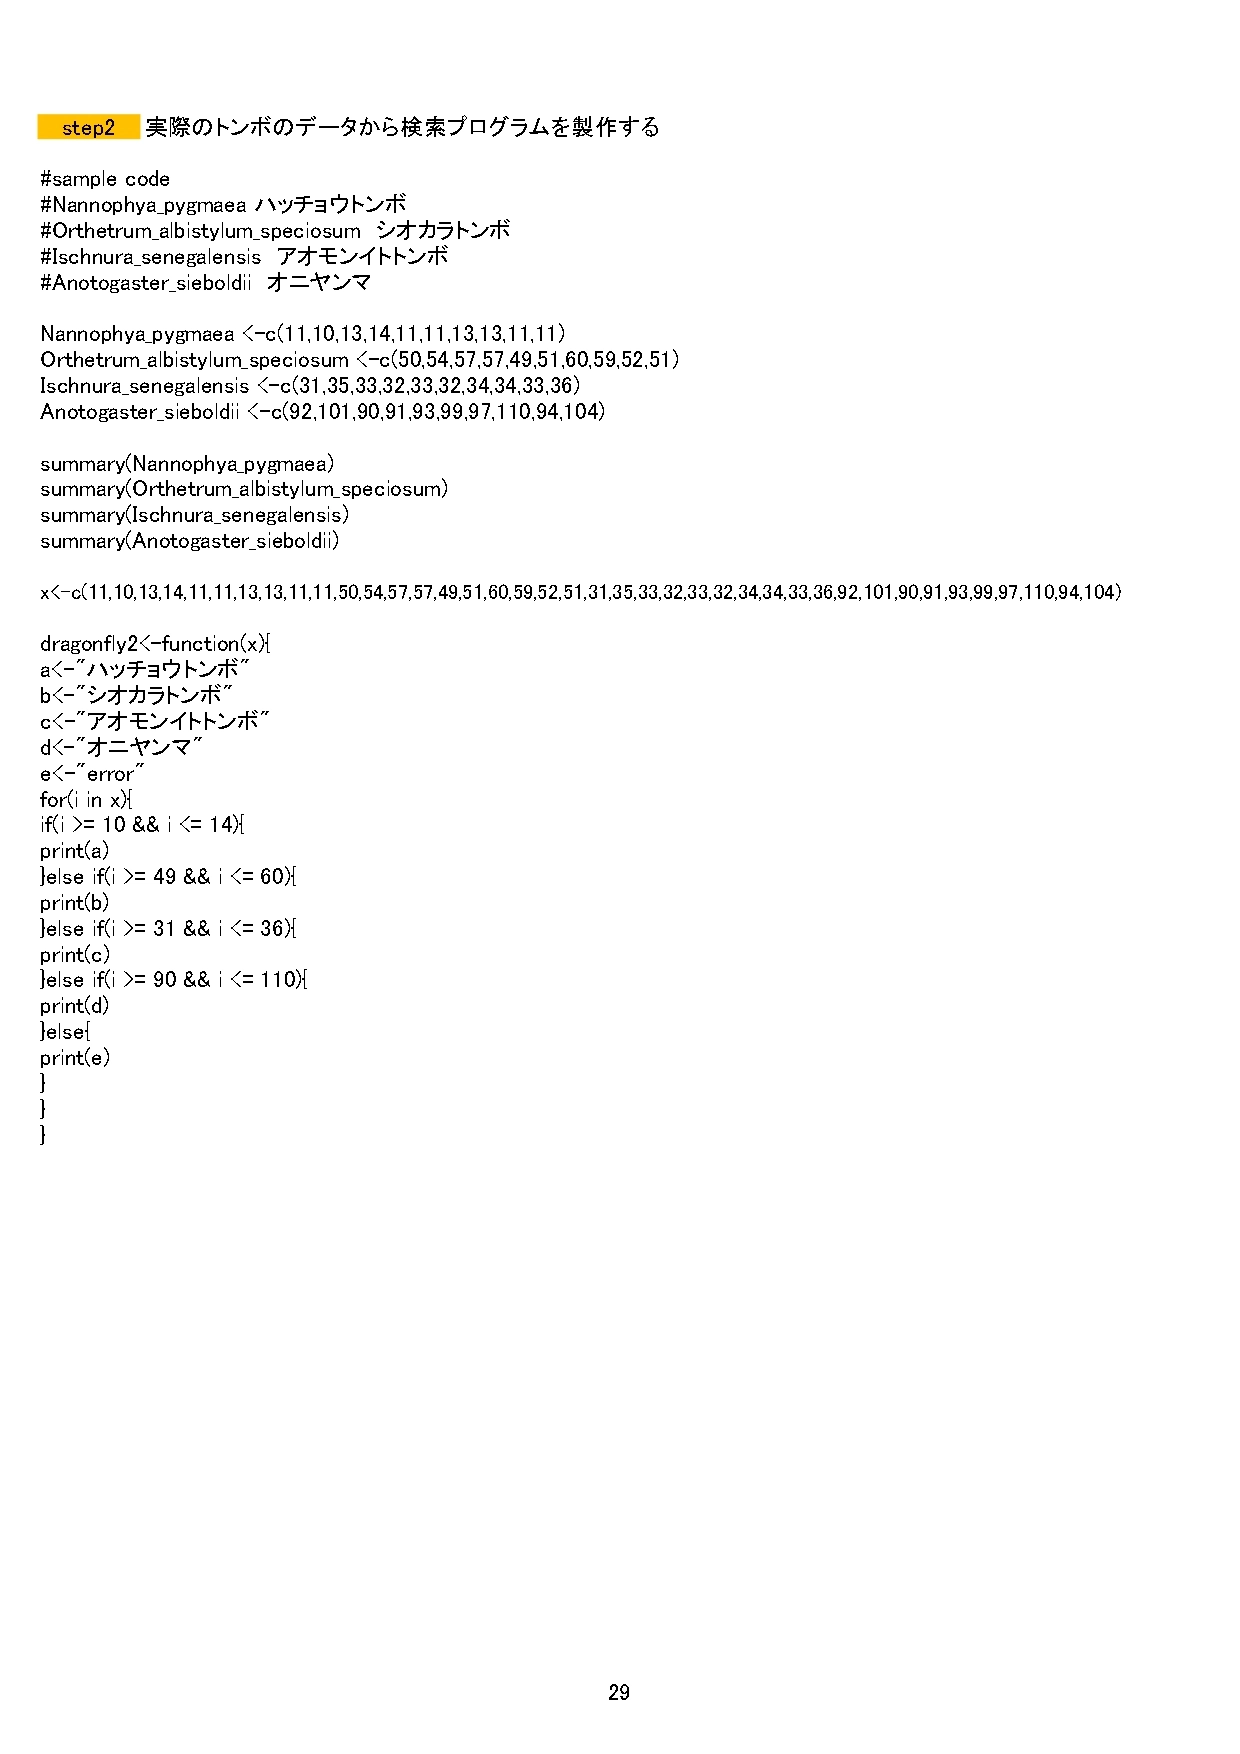 step2 実際のトンボのデータから検索プログラムを製作する
#sample code
#Nannophya_pygmaea ハッチョウトンボ
#Orthetrum_albistylum_speciosum　シオカラトンボ
#Ischnura_senegalensis　アオモンイトトンボ
#Anotogaster_sieboldii　オニヤンマ
Nannophya_pygmaea <-c(11,10,13,14,11,11,13,13,11,11)
Orthetrum_albistylum_speciosum <-c(50,54,57,57,49,51,60,59,52,51)
Ischnura_senegalensis <-c(31,35,33,32,33,32,34,34,33,36)
Anotogaster_sieboldii <-c(92,101,90,91,93,99,97,110,94,104)
summary(Nannophya_pygmaea)
summary(Orthetrum_albistylum_speciosum)
summary(Ischnura_senegalensis)
summary(Anotogaster_sieboldii)
x<-c(11,10,13,14,11,11,13,13,11,11,50,54,57,57,49,51,60,59,52,51,31,35,33,32,33,32,34,34,33,36,92,101,90,91,93,99,97,110,94,104)
dragonfly2<-function(x){
a<-"ハッチョウトンボ"
b<-"シオカラトンボ"
c<-"アオモンイトトンボ"
d<-"オニヤンマ"
e<-"error"
for(i in x){
if(i >= 10 && i <= 14){
print(a)
}else if(i >= 49 && i <= 60){
print(b)
}else if(i >= 31 && i <= 36){
print(c)
}else if(i >= 90 && i <= 110){
print(d)
}else{
print(e)
}
}
}
29